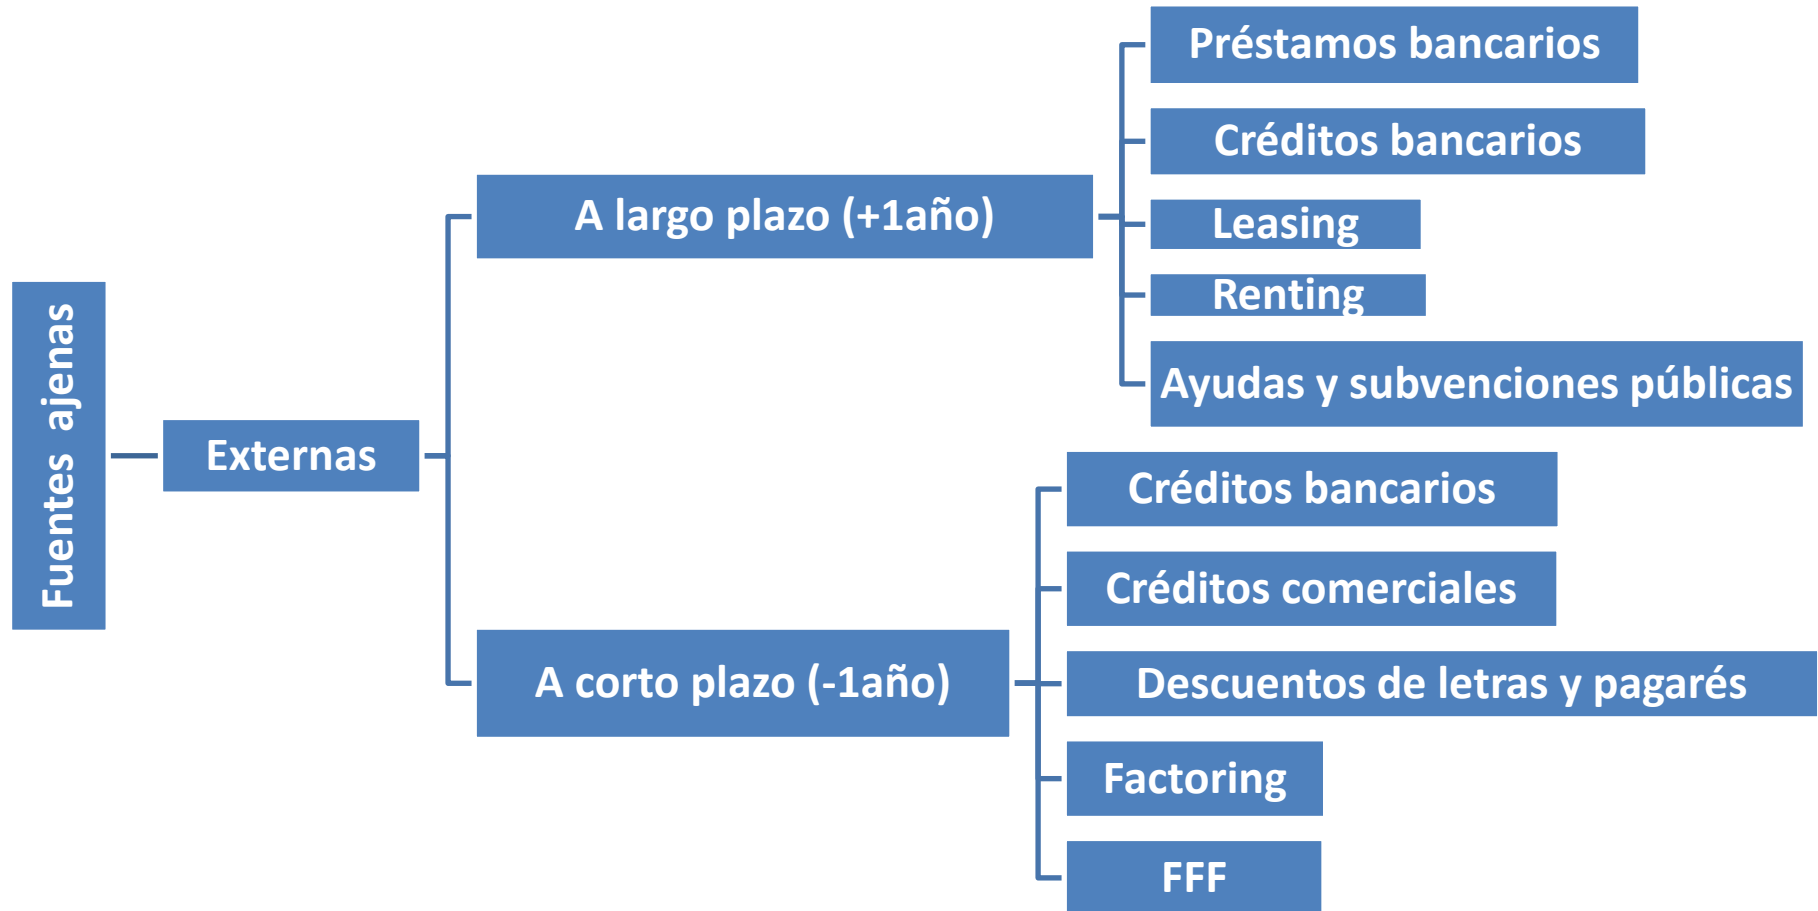 Fuentes ajenas
Externas
A largo plazo (+1año)
Préstamos bancarios
Créditos bancarios
Leasing
Renting
Ayudas y subvenciones públicas
A corto plazo (-1año)
Créditos bancarios
Créditos comerciales
Descuentos de letras y pagarés
Factoring
FFF